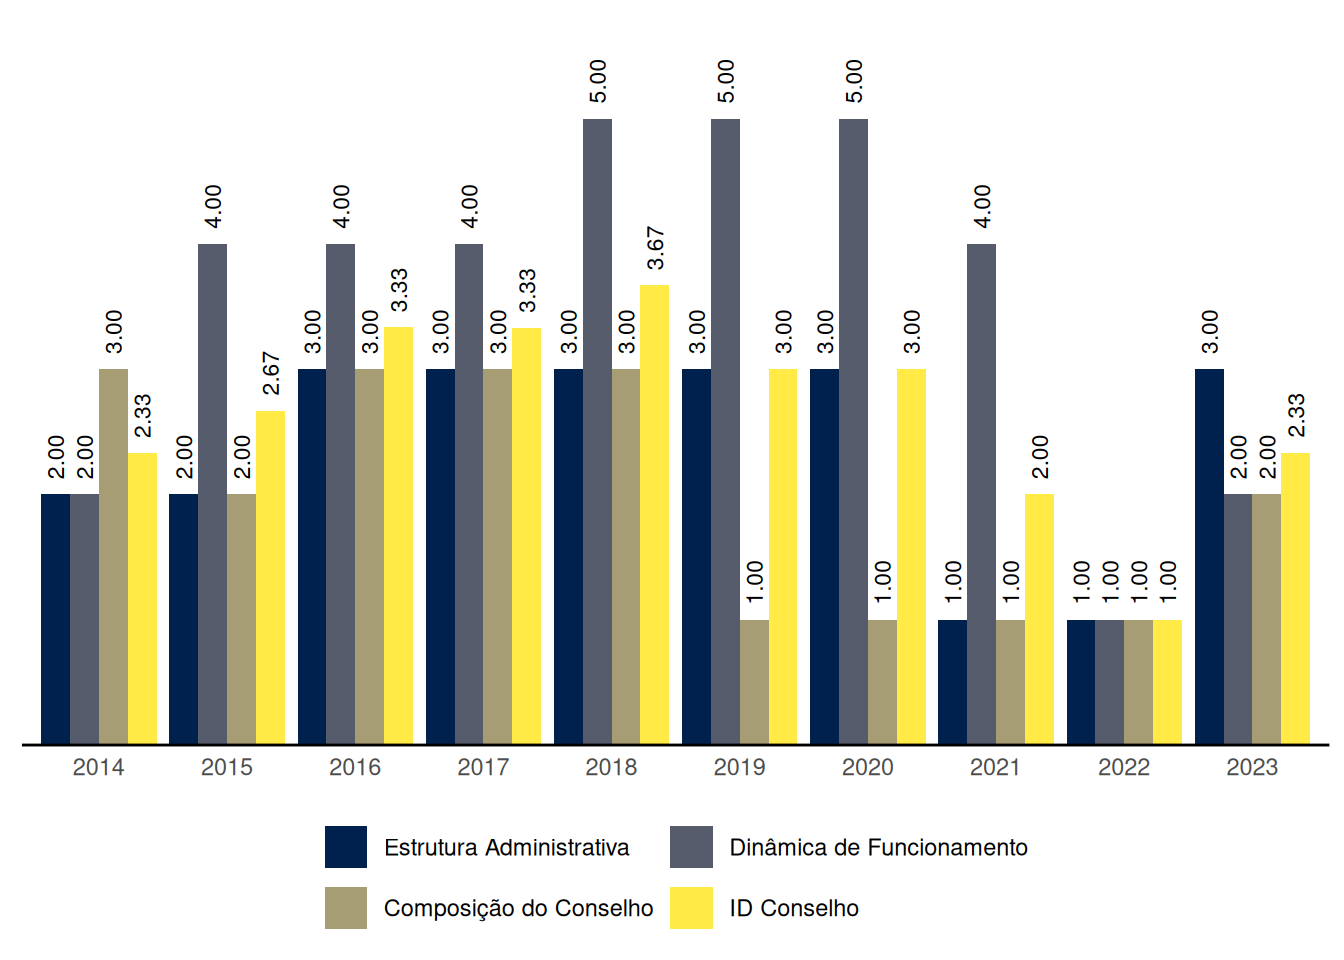 5.00 5.00 5.00
4.00 4.00 4.00 4.00
3.67
3.33 3.33
3.00 3.00 3.00 3.00 3.00 3.00 3.00 3.00 3.00 3.00 3.00 3.00
2.67
2.33 2.33
2.00 2.00 2.00 2.00 2.00 2.00 2.00
1.00 1.00 1.00 1.00 1.00 1.00 1.00 1.00
2014 2015 2016 2017 2018 2019 2020 2021 2022 2023
Estrutura Administrativa Dinâmica de Funcionamento
Composição do Conselho ID Conselho